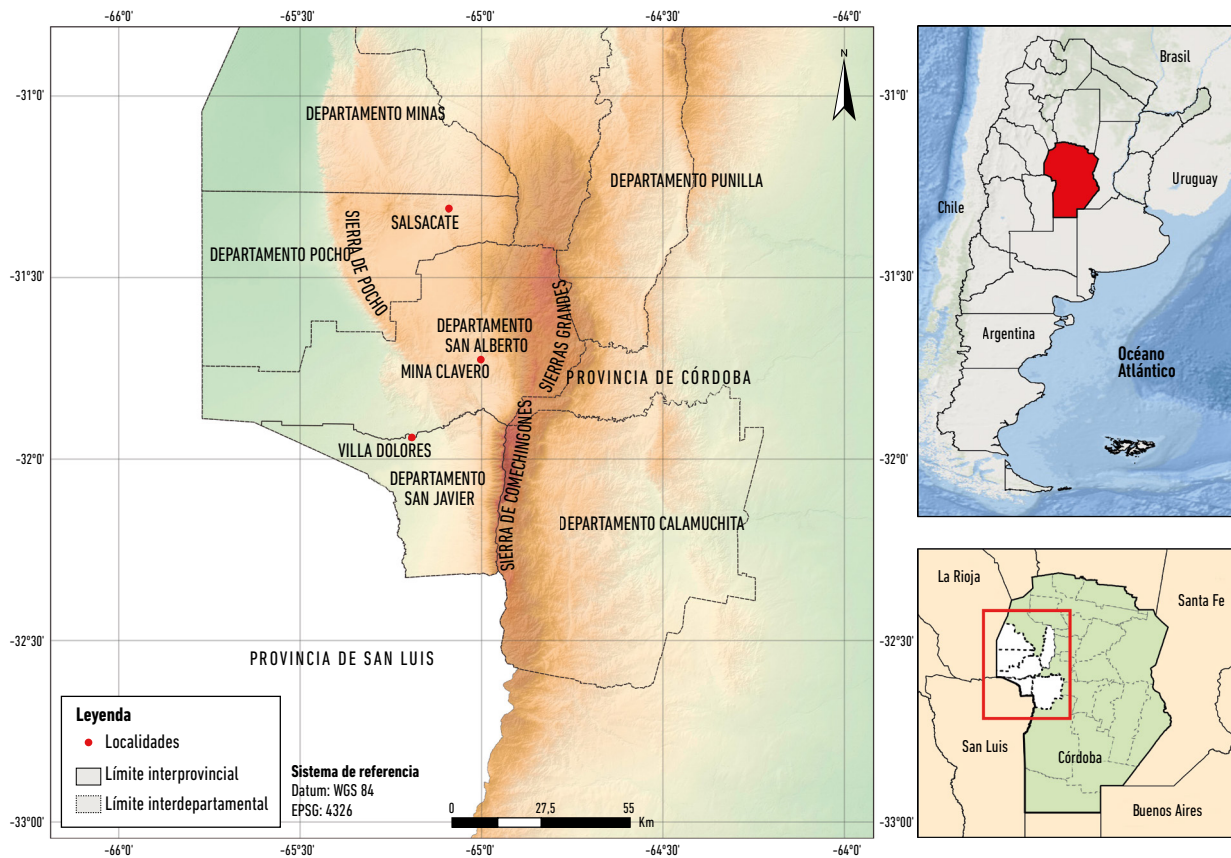 -66°0'
-65°30'
-65°0'
-64°30'
-64°0'
N
-31°0'
-31°0'
DEPARTAMENTO MINAS
DEPARTAMENTO PUNILLA
SALSACATE
SIERRA DE POCHO
DEPARTAMENTO POCHO
-31°30'
-31°30'
SIERRAS GRANDES
DEPARTAMENTO
SAN ALBERTO
MINA CLAVERO
PROVINCIA DE CÓRDOBA
SIERRA DE COMECHINGONES
VILLA DOLORES
-32°0'
-32°0'
DEPARTAMENTO
SAN JAVIER
DEPARTAMENTO CALAMUCHITA
-32°30'
-32°30'
PROVINCIA DE SAN LUIS
Leyenda
Localidades
Límite interprovincial
Límite interdepartamental
Sistema de referencia
Datum: WGS 84
EPSG: 4326
0
27,5
55
Km
-33°0'
-33°0'
-66°0'
-65°30'
-65°0'
-64°30'
-64°0'
Brasil
Uruguay
Chile
Argentina
Océano
Atlántico
La Rioja
Santa Fe
San Luis
Córdoba
Buenos Aires